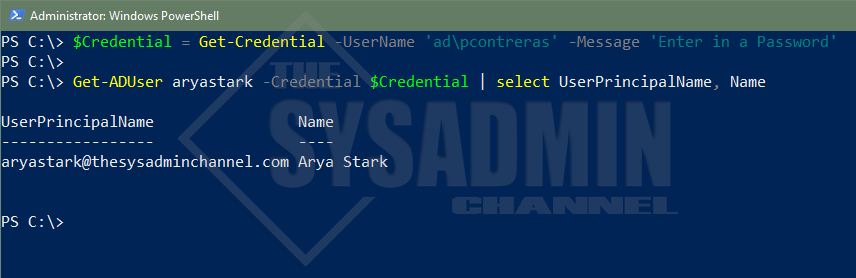 Administrator: Windows PowerShell
PS C:\> $Credential = Get-Credential -UserName 'ad\pcontreras' -Message 'Enter in a Password'
PS C:\>
PS C:\> Get-ADUser aryastark -Credential $Credential | select UserPrincipalName, Name
UserPrincipalName Name
----------------- ----
aryastark@thesysadminchannel.com Arya Stark
PS C:\>
THE
SYSADMIN
CHANNEL